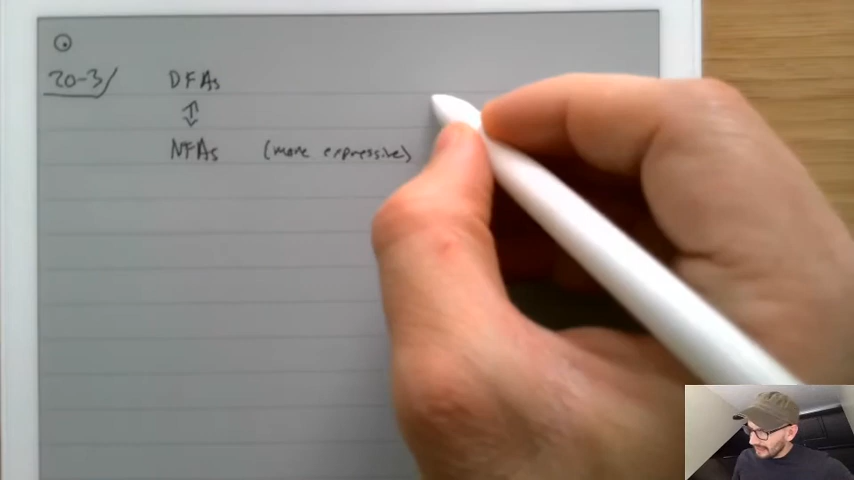 20-3/ DFAs
⇕
NFAs (more expressive)